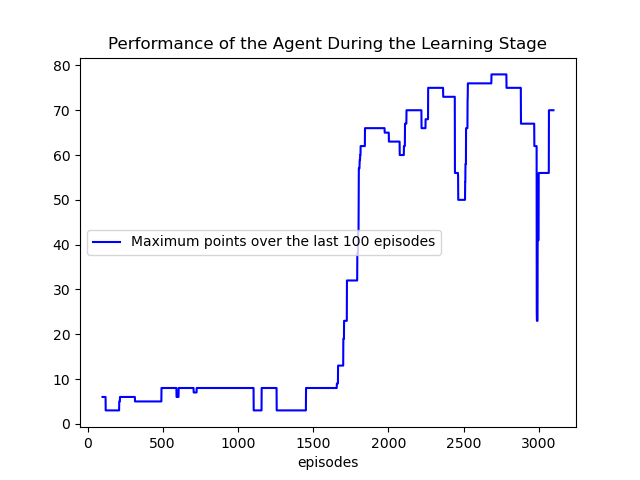 Performance of the Agent During the Learning Stage
80
70
60
50
40
30
20
10
0
Maximum points over the last 100 episodes
0 500 1000 1500 2000 2500 3000
episodes